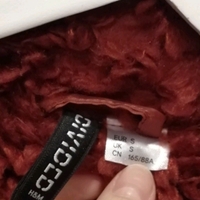 DIVIDED
H&M
EUR S
UK S
CN 165/88A